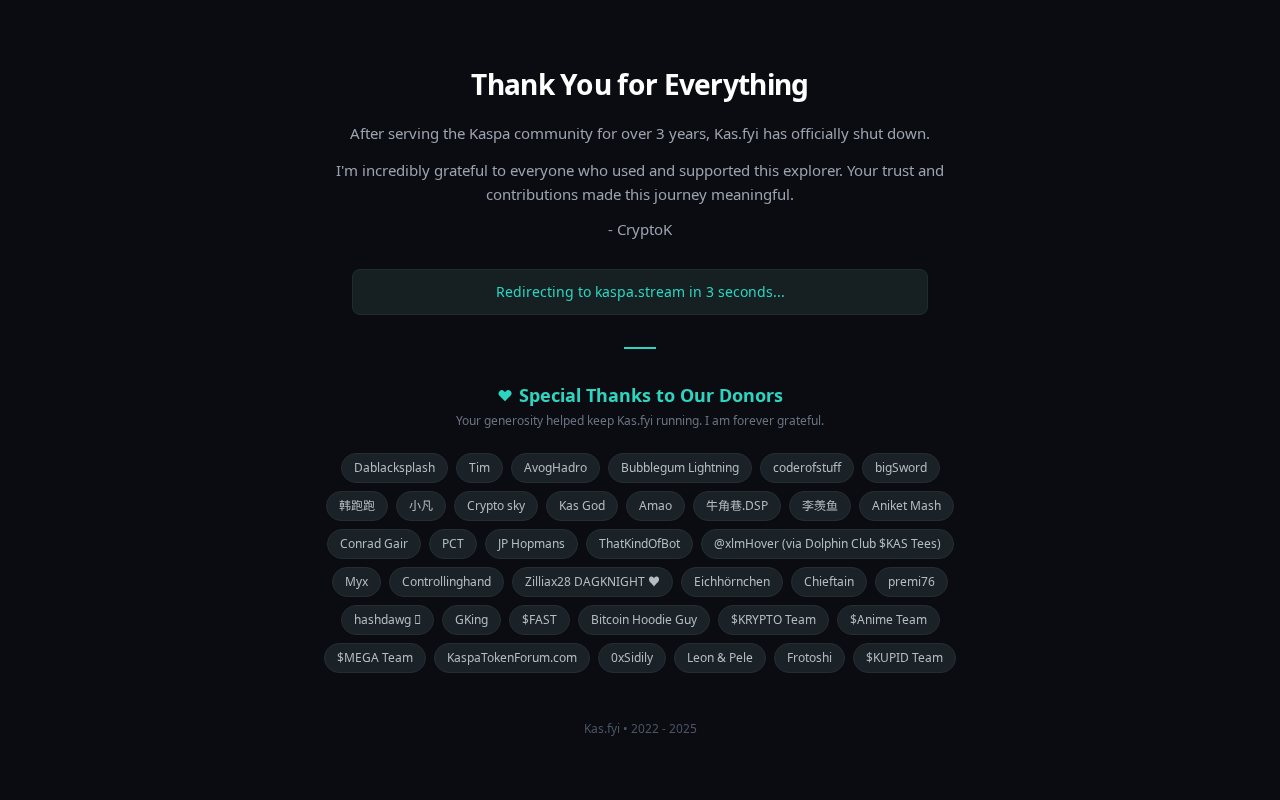 Thank You for Everything
After serving the Kaspa community for over 3 years, Kas.fyi has officially shut down.
I'm incredibly grateful to everyone who used and supported this explorer. Your trust and
contributions made this journey meaningful.
- CryptoK
Redirecting to kaspa.stream in 3 seconds...
♥ Special Thanks to Our Donors
Your generosity helped keep Kas.fyi running. I am forever grateful.
Dablacksplash Tim AvogHadro Bubblegum Lightning coderofstuff bigSword
韩跑跑 小凡 Crypto sky Kas God Amao 牛角巷.DSP 李羡鱼 Aniket Mash
Conrad Gair PCT JP Hopmans ThatKindOfBot @xlmHover (via Dolphin Club $KAS Tees)
Myx Controllinghand Zilliax28 DAGKNIGHT ♥ Eichhörnchen Chieftain premi76
hashdawg GKing $FAST Bitcoin Hoodie Guy $KRYPTO Team $Anime Team
$MEGA Team KaspaTokenForum.com 0xSidily Leon & Pele Frotoshi $KUPID Team
Kas.fyi • 2022 - 2025